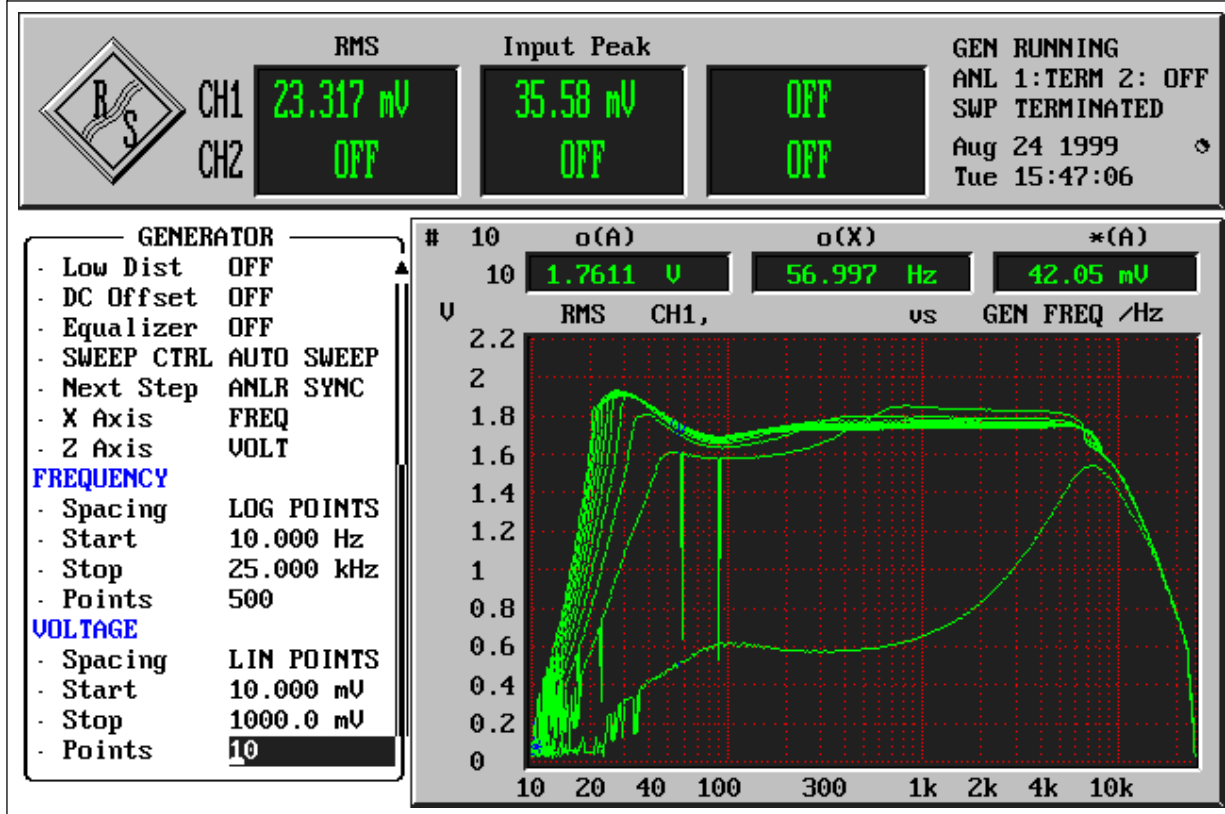 RMS Input Peak
R S
CH1 23.317 mV 35.58 mV OFF
CH2 OFF OFF OFF
GEN RUNNING
ANL 1:TERM 2: OFF
SWP TERMINATED
Aug 24 1999
Tue 15:47:06
GENERATOR
· Low Dist OFF
· DC Offset OFF
· Equalizer OFF
· SWEEP CTRL AUTO SWEEP
· Next Step ANLR SYNC
· X Axis FREQ
· Z Axis VOLT
FREQUENCY
· Spacing LOG POINTS
· Start 10.000 Hz
· Stop 25.000 kHz
· Points 500
VOLTAGE
· Spacing LIN POINTS
· Start 10.000 mV
· Stop 1000.0 mV
· Points 10
# 10 o(A) o(X) *(A)
10 1.7611 V 56.997 Hz 42.05 mV
V RMS CH1, vs GEN FREQ /Hz
2.2
2
1.8
1.6
1.4
1.2
1
0.8
0.6
0.4
0.2
0
10 20 40 100 300 1k 2k 4k 10k